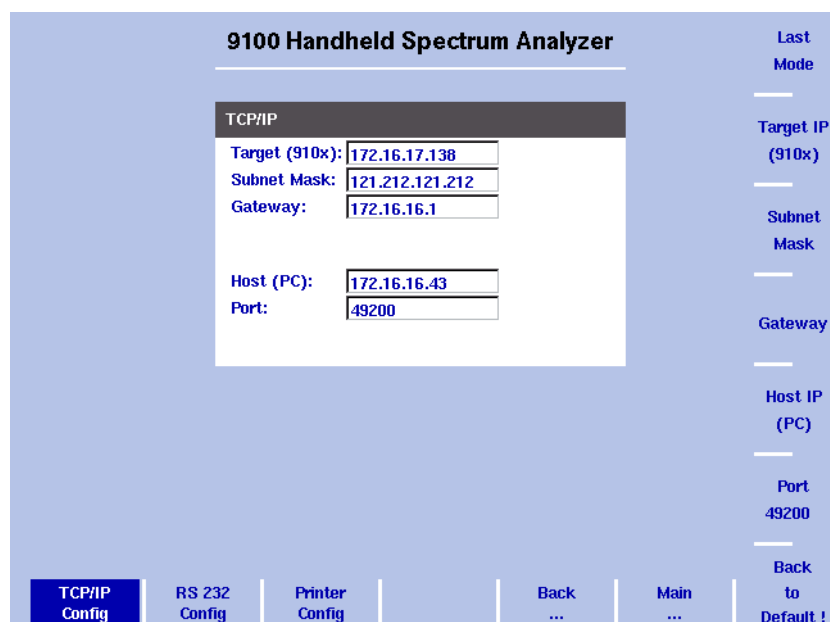 9100 Handheld Spectrum Analyzer
TCP/IP
Target (910x): 172.16.17.138
Subnet Mask: 121.212.121.212
Gateway: 172.16.16.1
Host (PC): 172.16.16.43
Port: 49200
Last
Mode
Target IP
(910x)
Subnet
Mask
Gateway
Host IP
(PC)
Port
49200
Back
to
Default !
TCP/IP
Config
RS 232
Config
Printer
Config
Back
...
Main
...